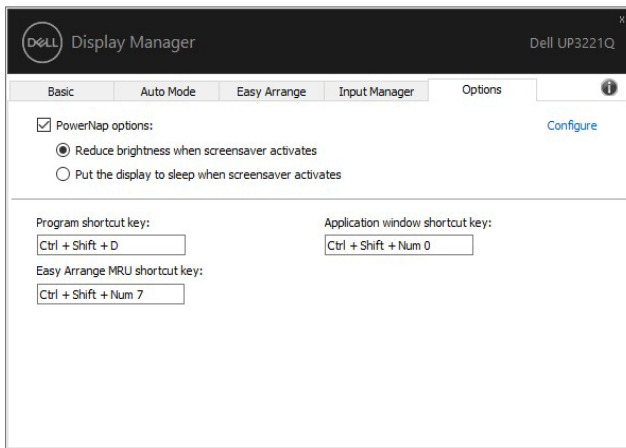 x
DELL Display Manager Dell UP3221Q
Basic Auto Mode Easy Arrange Input Manager Options i
PowerNap options: Configure
Reduce brightness when screensaver activates
Put the display to sleep when screensaver activates
Program shortcut key: Application window shortcut key:
Ctrl + Shift + D Ctrl + Shift + Num 0
Easy Arrange MRU shortcut key:
Ctrl + Shift + Num 7